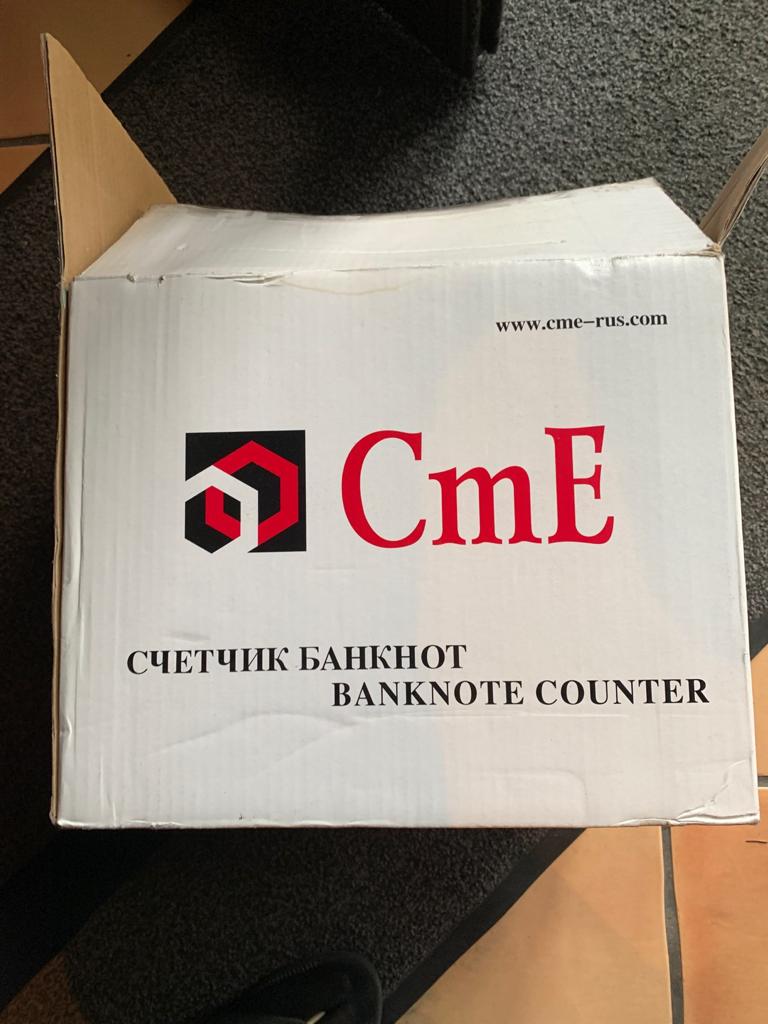 www.cme-rus.com
CmE
СЧЕТЧИК БАНКНОТ
BANKNOTE COUNTER